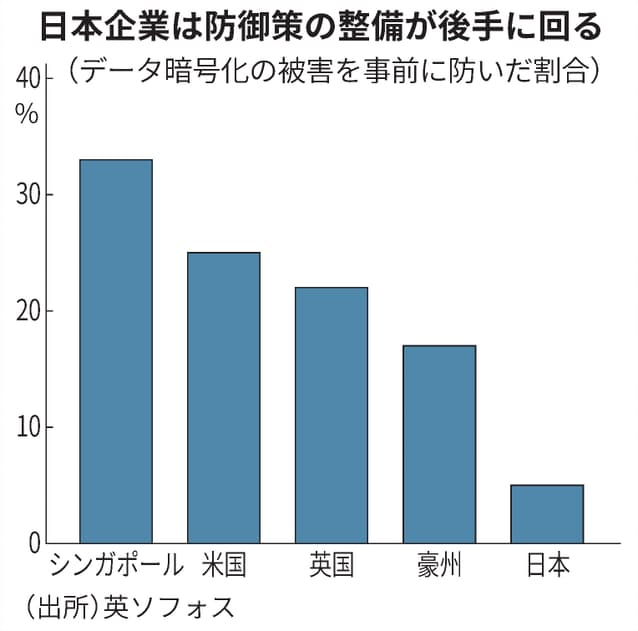 日本企業は防御策の整備が後手に回る
(データ暗号化の被害を事前に防いだ割合)
40
%
30
20
10
0
シンガポール 米国 英国 豪州 日本
(出所)英ソフォス